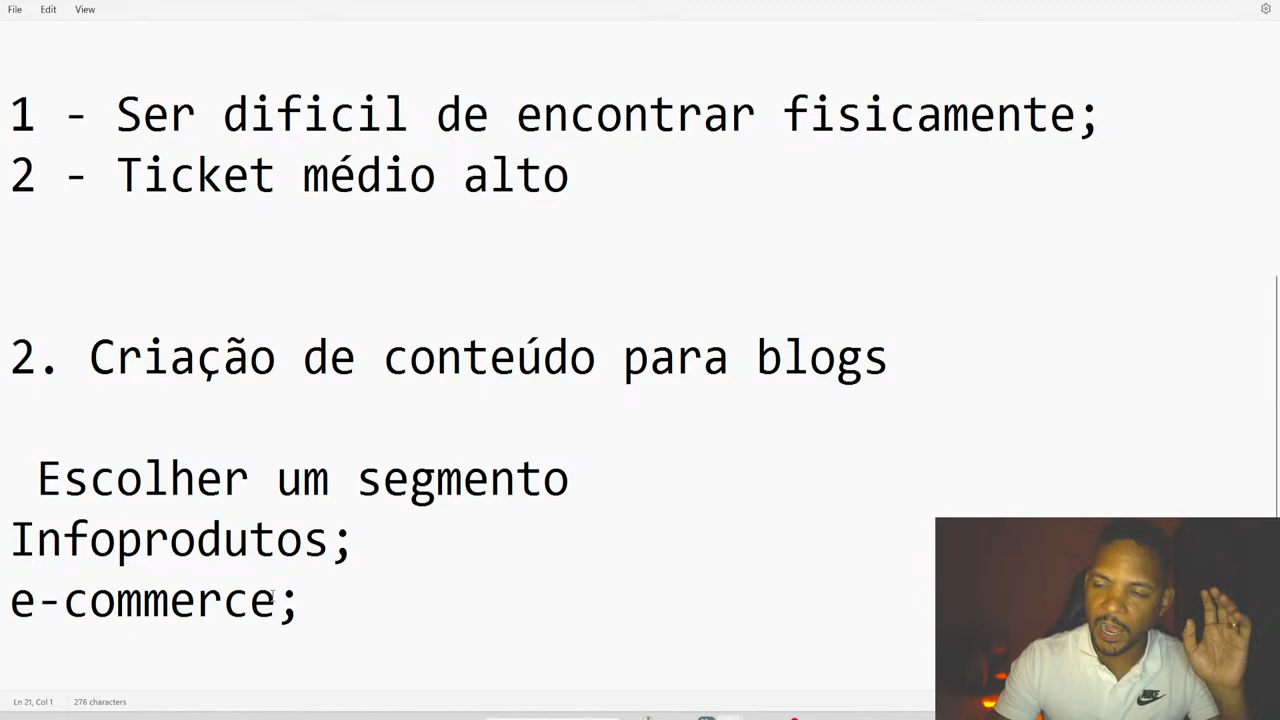 File Edit View
1 - Ser dificil de encontrar fisicamente;
2 - Ticket médio alto
2. Criação de conteúdo para blogs
Escolher um segmento
Infoprodutos;
e-commerce;
Ln 21, Col 1 276 characters